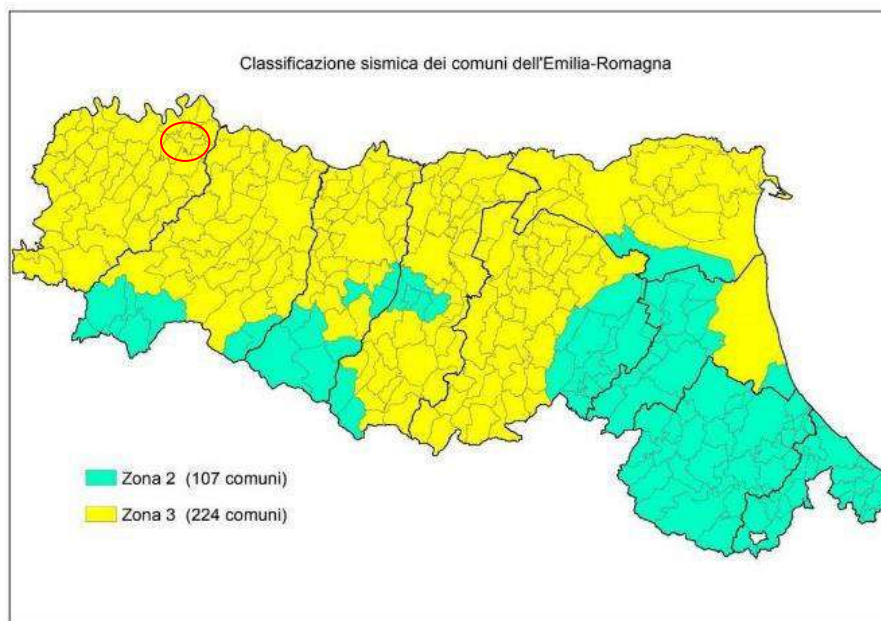 Classificazione sismica dei comuni dell'Emilia-Romagna
Zona 2 (107 comuni)
Zona 3 (224 comuni)